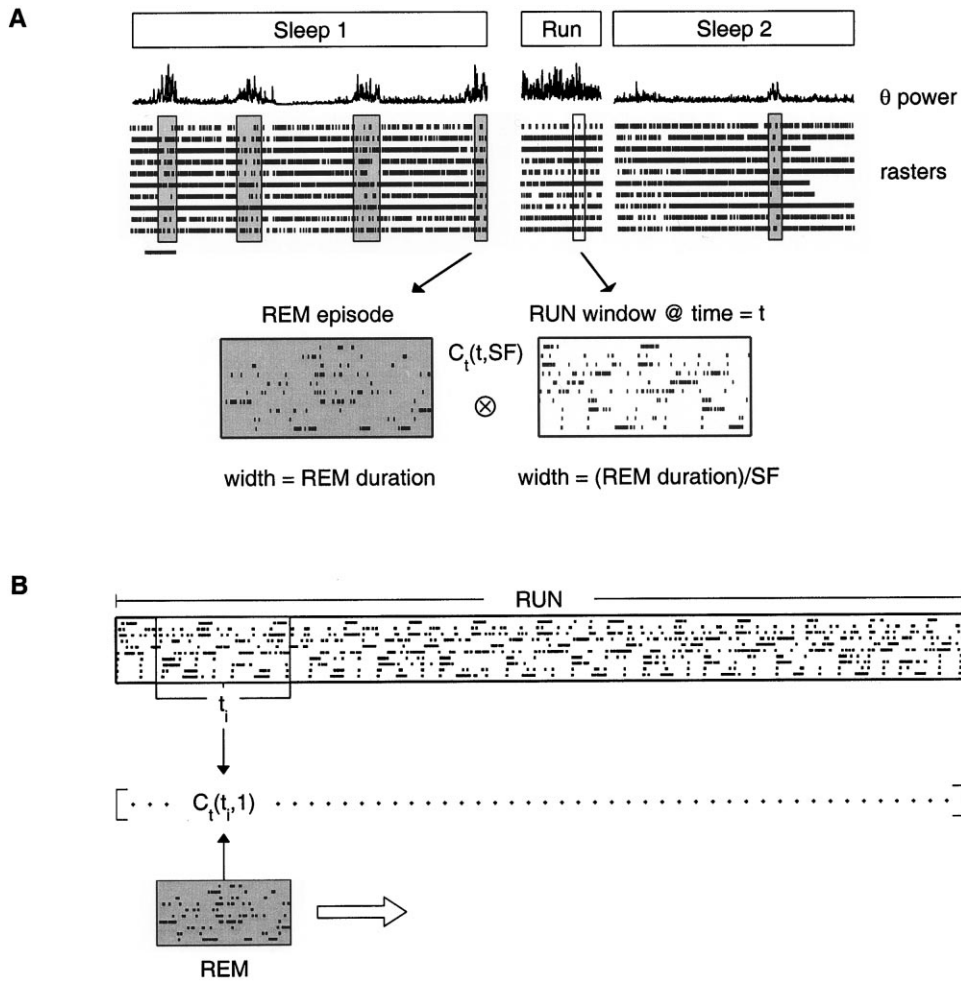 A
Sleep 1 Run Sleep 2
θ power
rasters
REM episode RUN window @ time = t
C_t(t,SF)
⊗
width = REM duration width = (REM duration)/SF
B
RUN
t_i
C_t(t_i,1)
REM